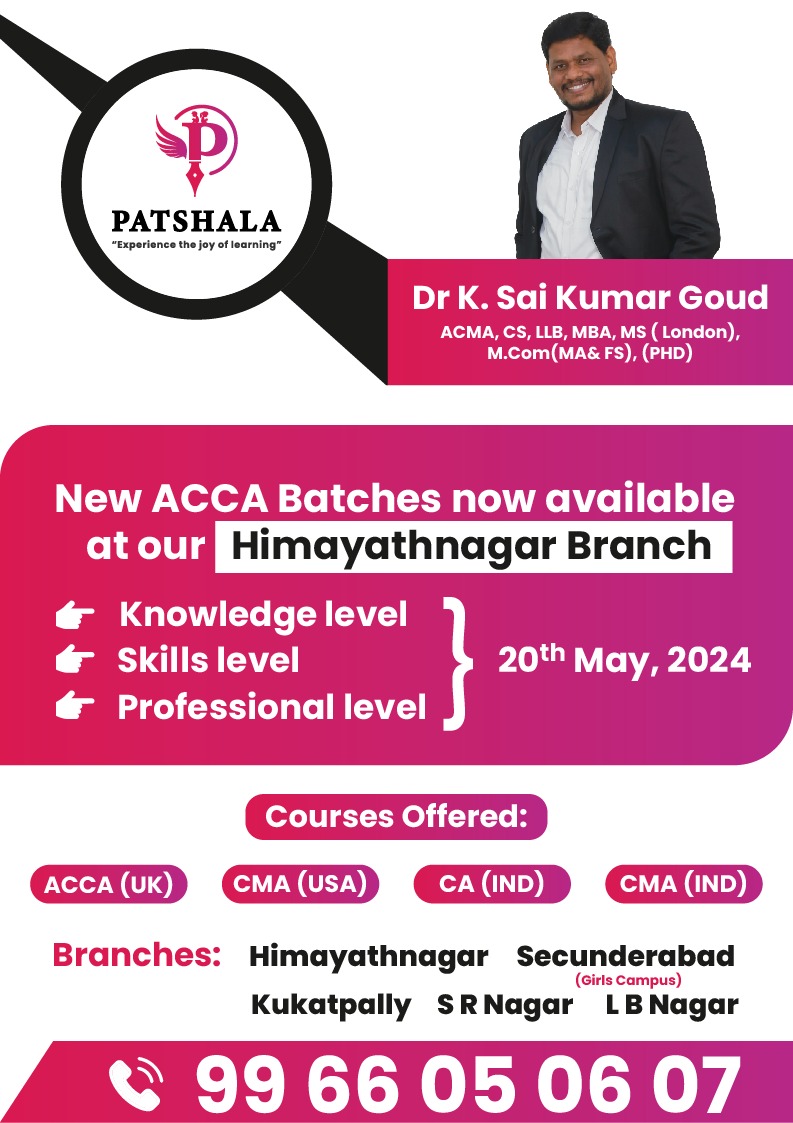 PATSHALA
"Experience the joy of learning"
Dr K. Sai Kumar Goud
ACMA, CS, LLB, MBA, MS ( London),
M.Com(MA& FS), (PHD)
New ACCA Batches now available
at our Himayathnagar Branch
Knowledge level
Skills level
Professional level
20th May, 2024
Courses Offered:
ACCA (UK) CMA (USA) CA (IND) CMA (IND)
Branches: Himayathnagar Secunderabad
(Girls Campus)
Kukatpally S R Nagar L B Nagar
99 66 05 06 07